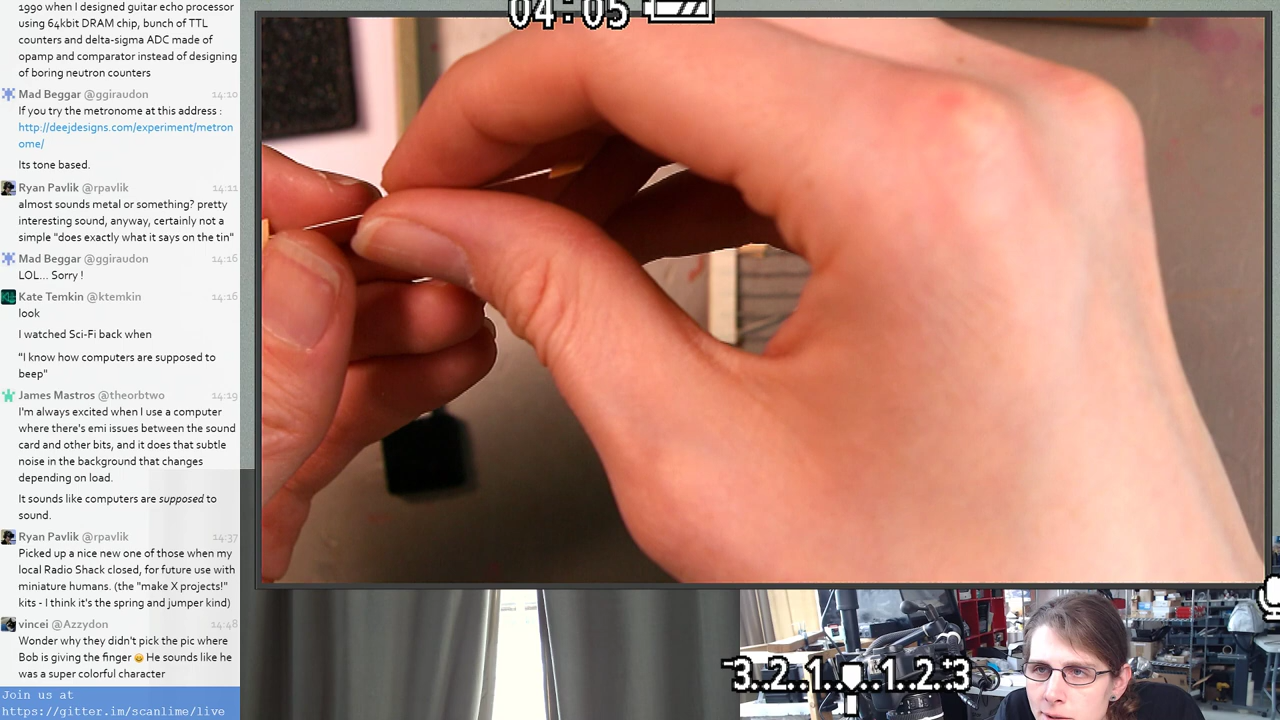 1990 when I designed guitar echo processor
using 64kbit DRAM chip, bunch of TTL
counters and delta-sigma ADC made of
opamp and comparator instead of designing
of boring neutron counters
Mad Beggar @ggiraudon 14:10
If you try the metronome at this address :
http://deejdesigns.com/experiment/metron
ome/
Its tone based.
Ryan Pavlik @rpavlik 14:11
almost sounds metal or something? pretty
interesting sound, anyway, certainly not a
simple "does exactly what it says on the tin"
Mad Beggar @ggiraudon 14:16
LOL... Sorry !
Kate Temkin @ktemkin 14:16
look
I watched Sci-Fi back when
"I know how computers are supposed to
beep"
James Mastros @theorbtwo 14:19
I'm always excited when I use a computer
where there's emi issues between the sound
card and other bits, and it does that subtle
noise in the background that changes
depending on load.
It sounds like computers are supposed to
sound.
Ryan Pavlik @rpavlik 14:37
Picked up a nice new one of those when my
local Radio Shack closed, for future use with
miniature humans. (the "make X projects!"
kits - I think it's the spring and jumper kind)
vincei @Azzydon 14:48
Wonder why they didn't pick the pic where
Bob is giving the finger 😛 He sounds like he
was a super colorful character
Join us at
https://gitter.im/scanlime/live
04:05
-3..2..1....1..2..+3